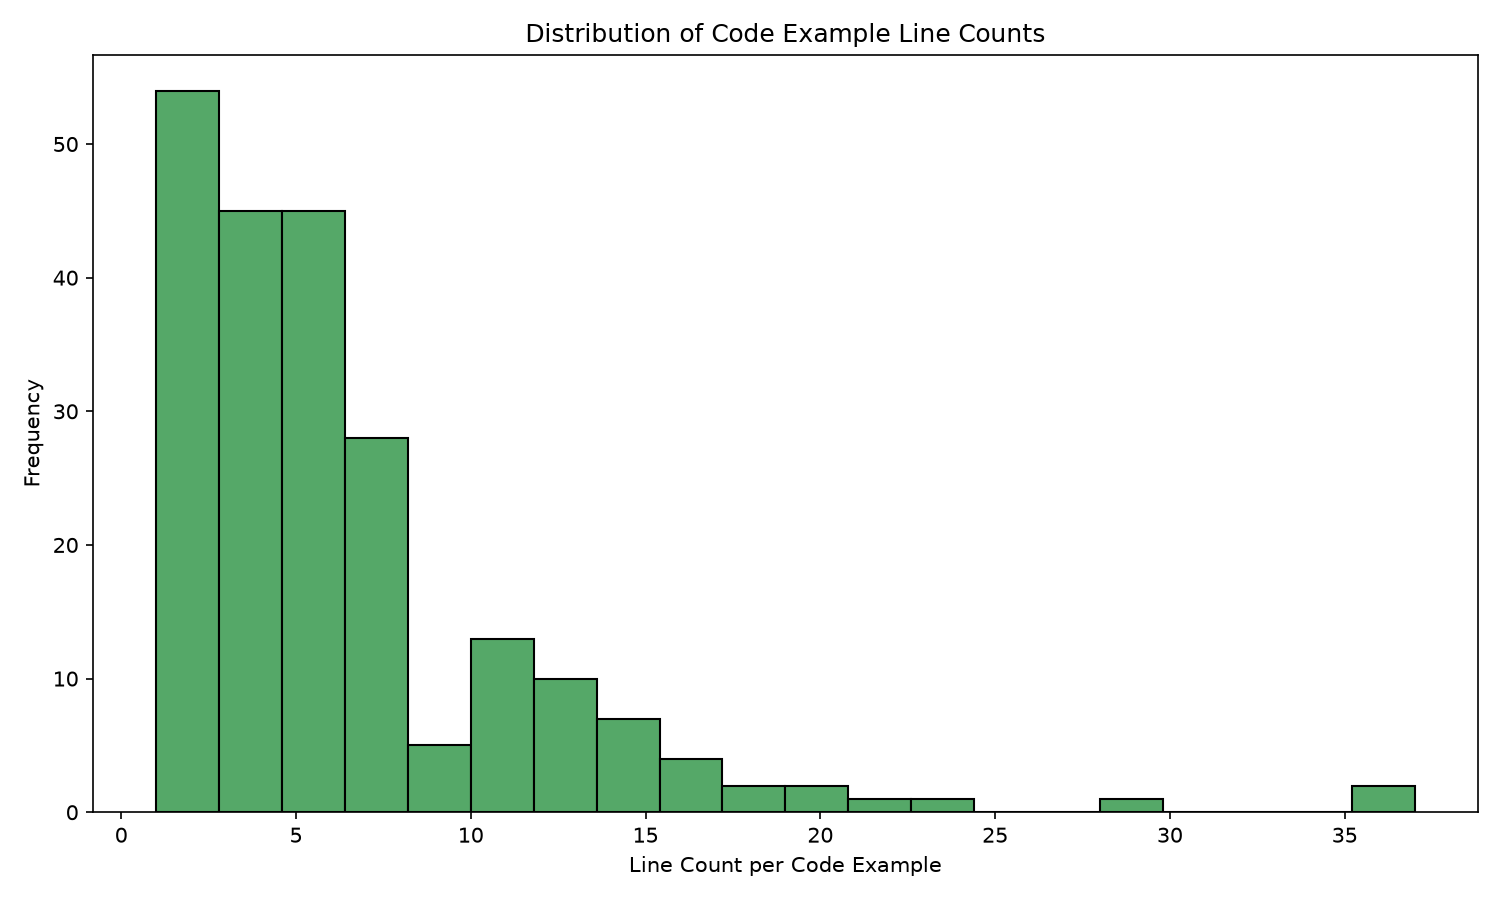 Distribution of Code Example Line Counts
50
40
30
20
10
0
Frequency
0 5 10 15 20 25 30 35
Line Count per Code Example